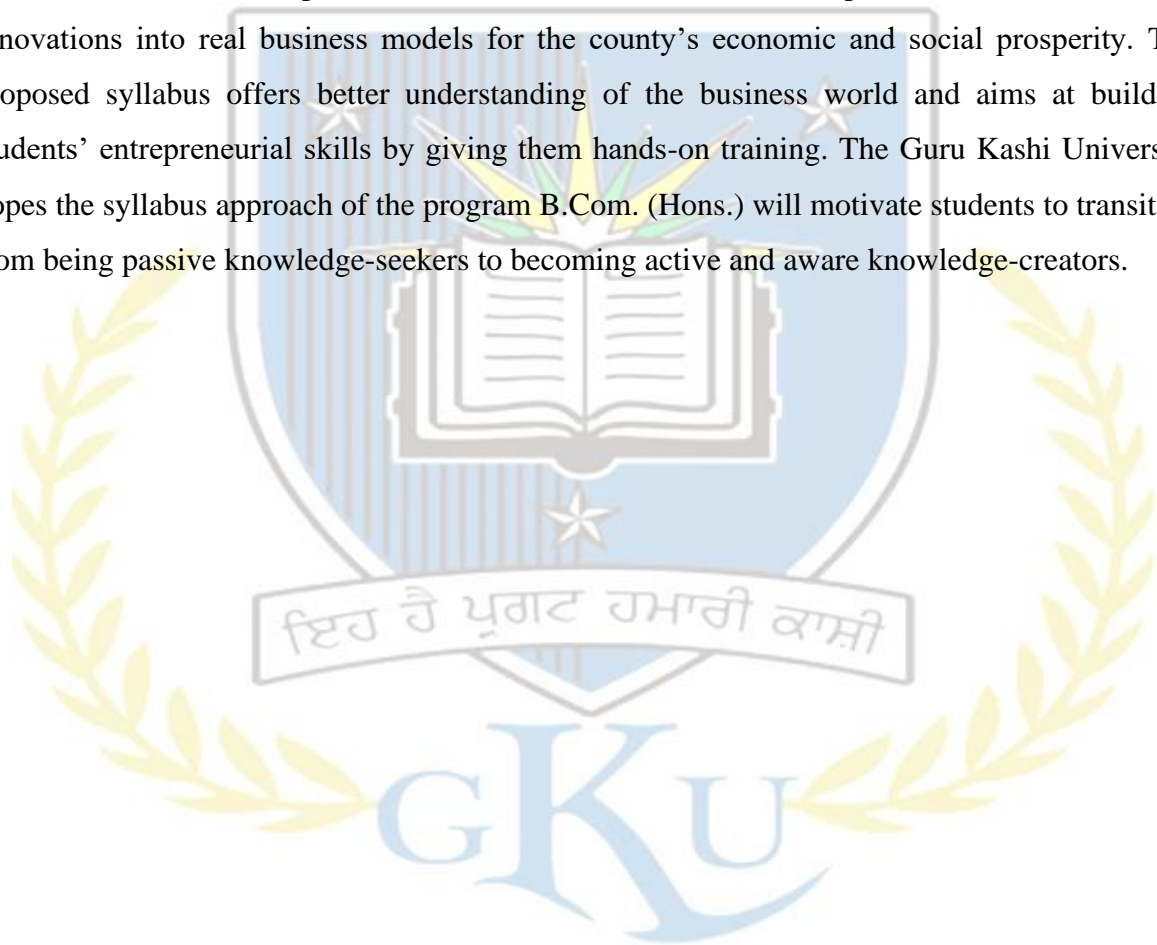 novations into real business models for the county's economic and social prosperity. T
oposed syllabus offers better understanding of the business world and aims at build
udents' entrepreneurial skills by giving them hands-on training. The Guru Kashi Univers
opes the syllabus approach of the program B.Com. (Hons.) will motivate students to transit
om being passive knowledge-seekers to becoming active and aware knowledge-creators.
ਇਹ ਹੈ ਪ੍ਰਗਟ ਹਮਾਰੀ ਕਾਸ਼ੀ
GKU